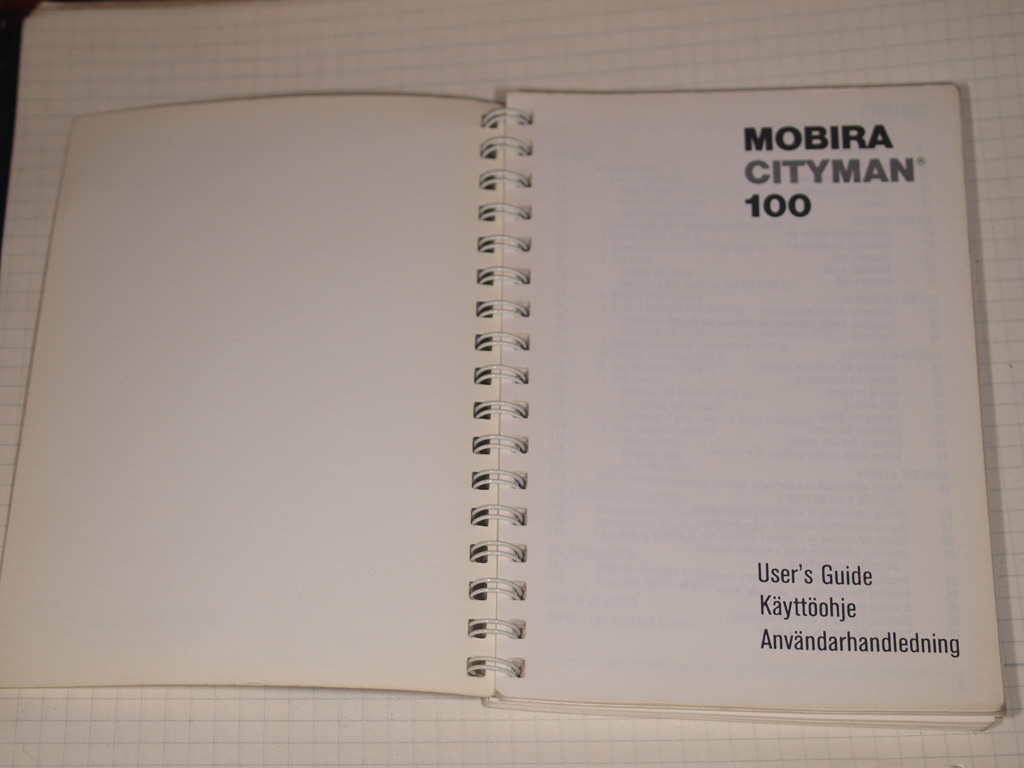 MOBIRA
CITYMAN®
100
User's Guide
Käyttöohje
Användarhandledning